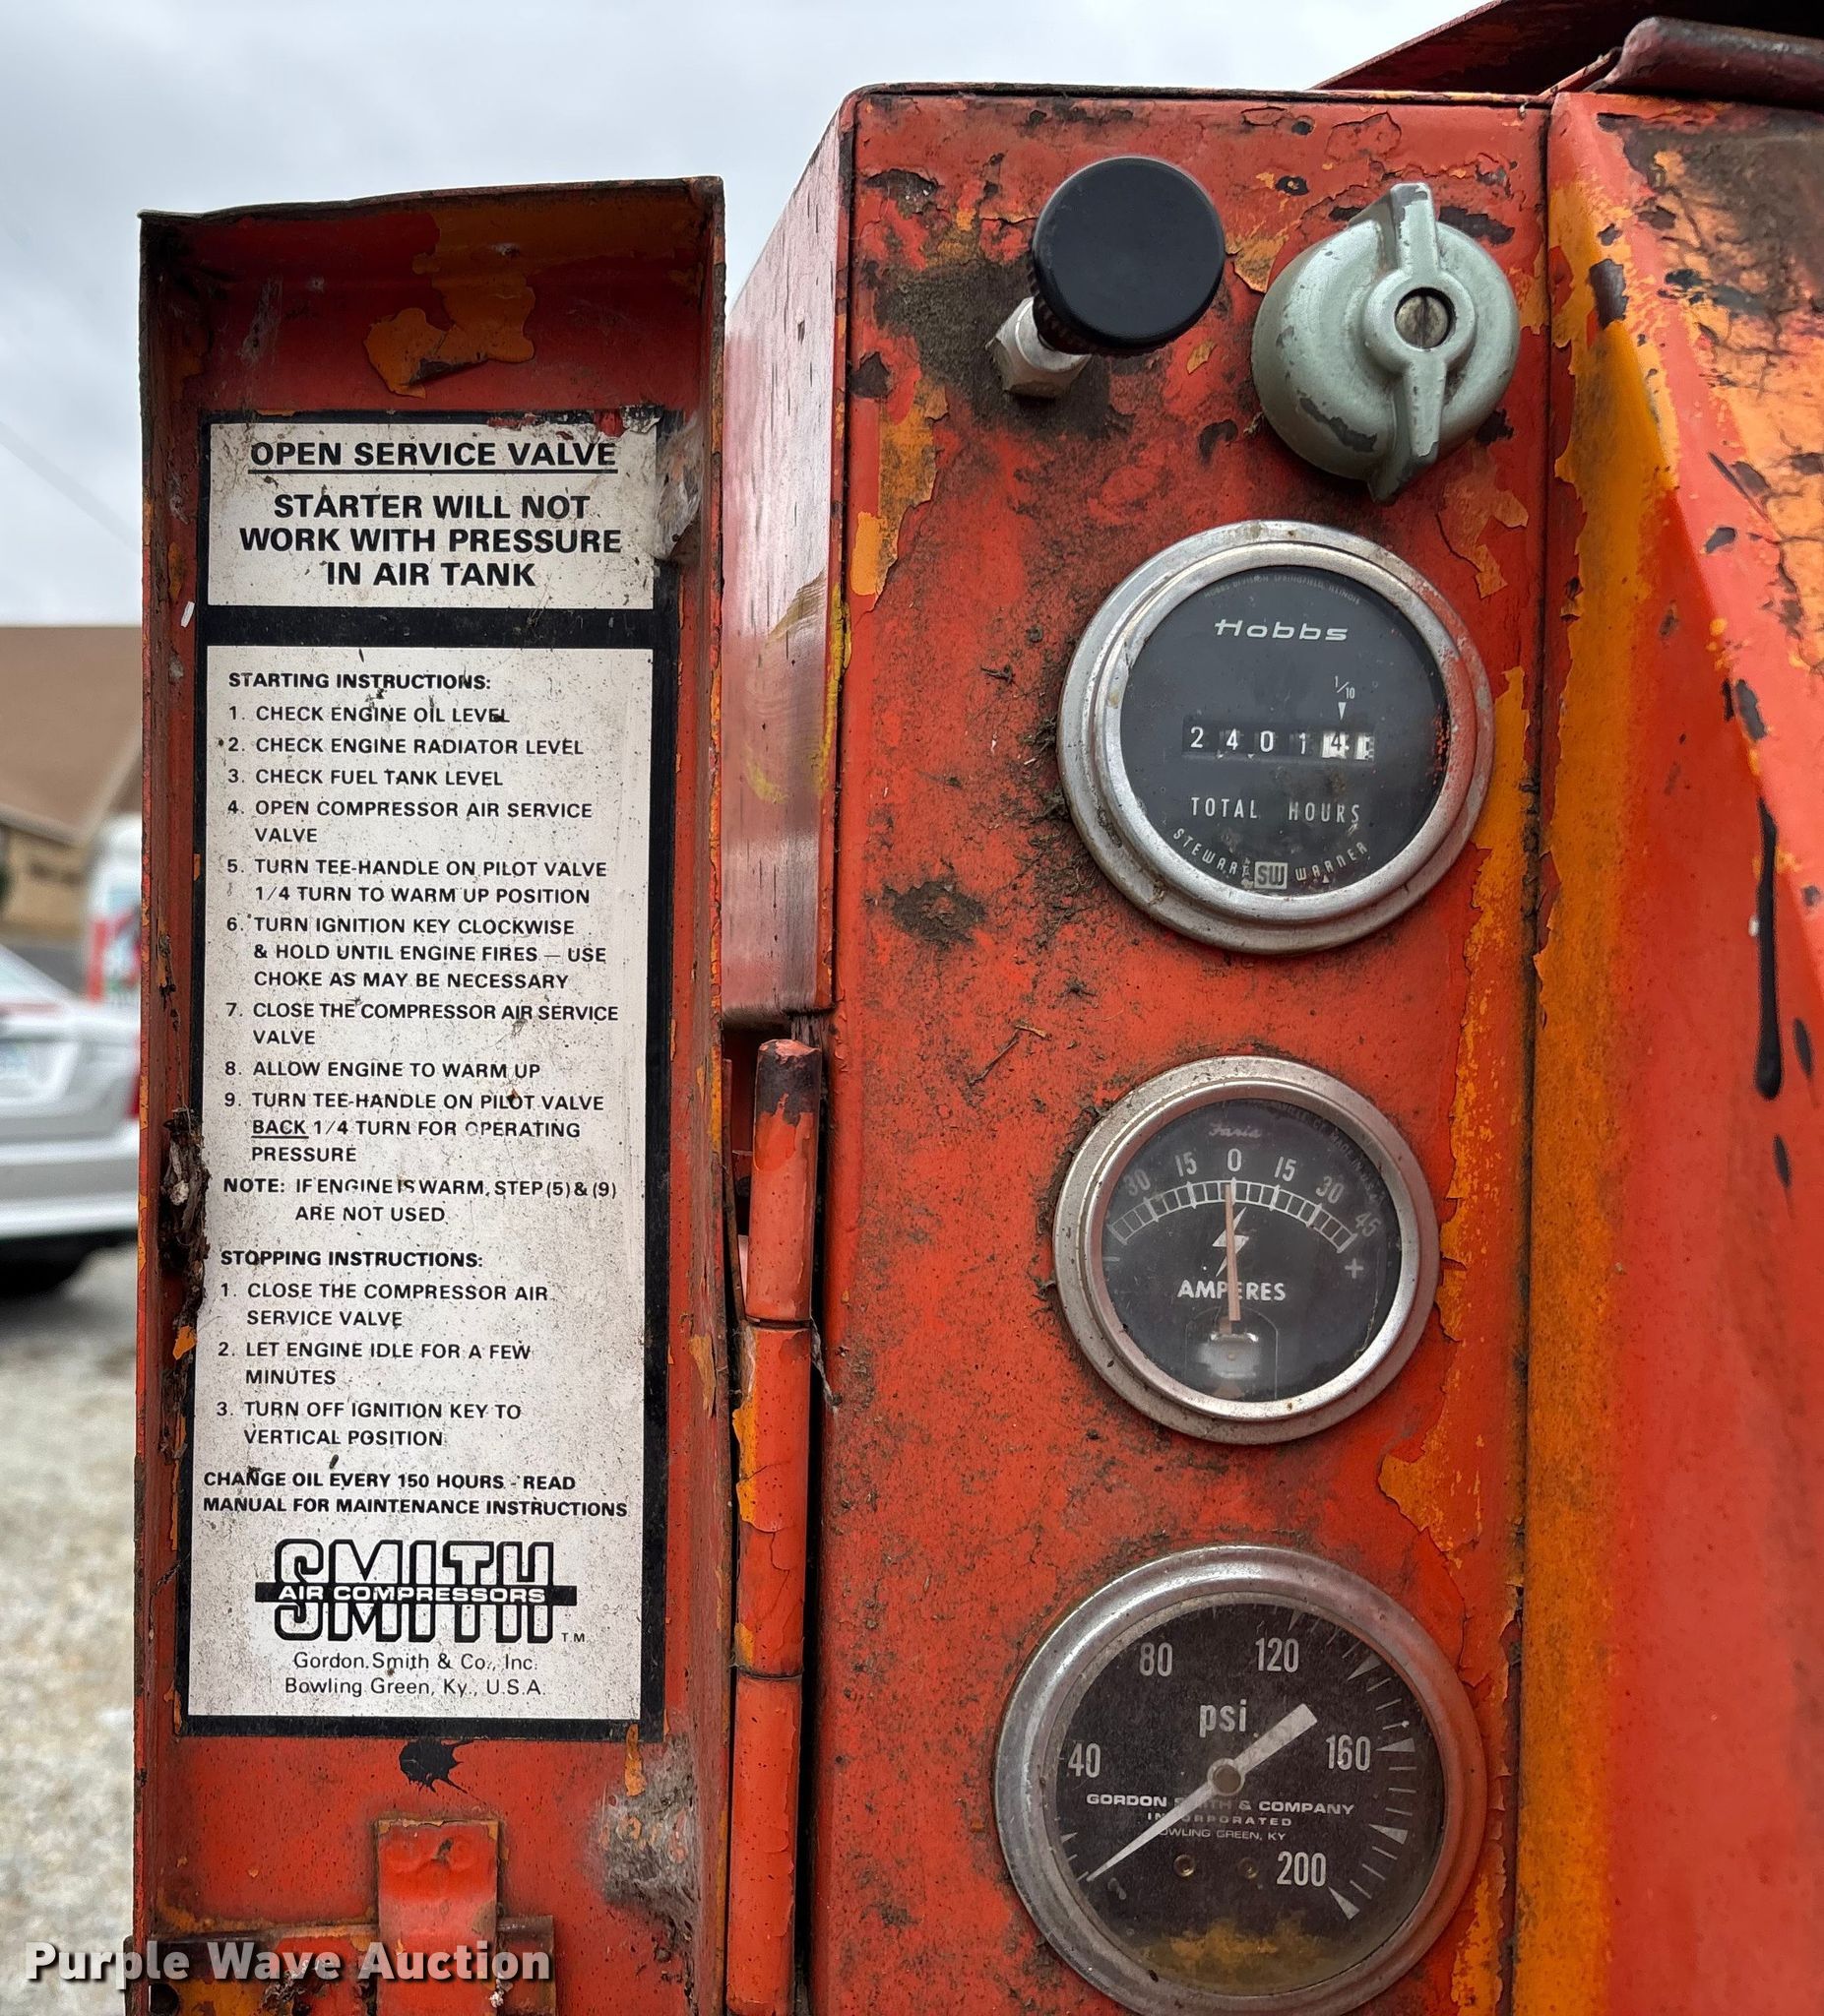 OPEN SERVICE VALVE
STARTER WILL NOT
WORK WITH PRESSURE
IN AIR TANK
STARTING INSTRUCTIONS:
1. CHECK ENGINE OIL LEVEL
2. CHECK ENGINE RADIATOR LEVEL
3. CHECK FUEL TANK LEVEL
4. OPEN COMPRESSOR AIR SERVICE
VALVE
5. TURN TEE-HANDLE ON PILOT VALVE
1/4 TURN TO WARM UP POSITION
6. TURN IGNITION KEY CLOCKWISE
& HOLD UNTIL ENGINE FIRES — USE
CHOKE AS MAY BE NECESSARY
7. CLOSE THE COMPRESSOR AIR SERVICE
VALVE
8. ALLOW ENGINE TO WARM UP
9. TURN TEE-HANDLE ON PILOT VALVE
BACK 1/4 TURN FOR OPERATING
PRESSURE
NOTE: IF ENGINE IS WARM, STEP (5) & (9)
ARE NOT USED
STOPPING INSTRUCTIONS:
1. CLOSE THE COMPRESSOR AIR
SERVICE VALVE
2. LET ENGINE IDLE FOR A FEW
MINUTES
3. TURN OFF IGNITION KEY TO
VERTICAL POSITION
CHANGE OIL EVERY 150 HOURS - READ
MANUAL FOR MAINTENANCE INSTRUCTIONS
SMITH
AIR COMPRESSORS
TM
Gordon Smith & Co., Inc.
Bowling Green, Ky., U.S.A.
Hobbs
1/10
2 4 0 1 4
TOTAL HOURS
STEWART SW WARNER
Faria
30 15 0 15 30 45
- +
AMPERES
80 120
psi
40 160
GORDON SMITH & COMPANY
INCORPORATED
BOWLING GREEN, KY
200
Purple Wave Auction